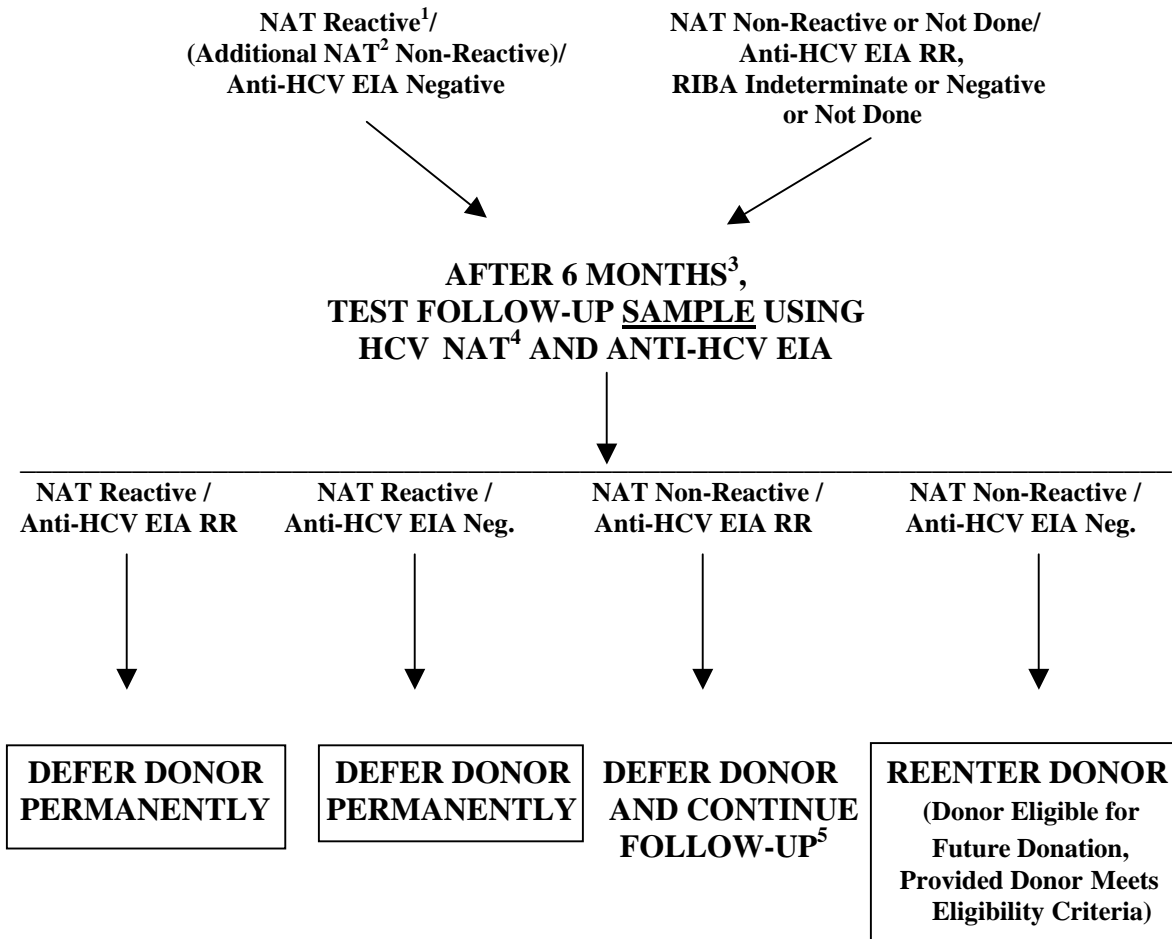 NAT Reactive1/
(Additional NAT2 Non-Reactive)/
Anti-HCV EIA Negative
NAT Non-Reactive or Not Done/
Anti-HCV EIA RR,
RIBA Indeterminate or Negative
or Not Done
AFTER 6 MONTHS3,
TEST FOLLOW-UP SAMPLE USING
HCV NAT4 AND ANTI-HCV EIA
NAT Reactive /
Anti-HCV EIA RR
NAT Reactive /
Anti-HCV EIA Neg.
NAT Non-Reactive /
Anti-HCV EIA RR
NAT Non-Reactive /
Anti-HCV EIA Neg.
DEFER DONOR
PERMANENTLY
DEFER DONOR
PERMANENTLY
DEFER DONOR
AND CONTINUE
FOLLOW-UP5
REENTER DONOR
(Donor Eligible for
Future Donation,
Provided Donor Meets
Eligibility Criteria)